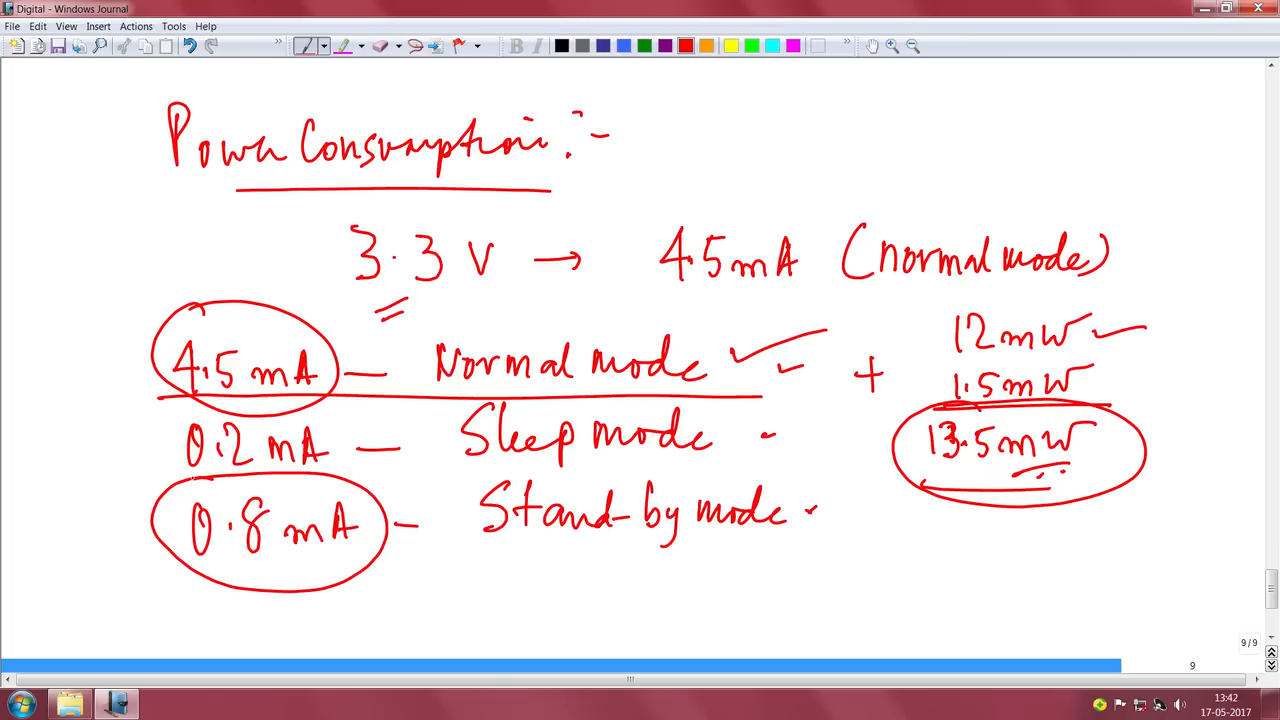 Digital - Windows Journal
File Edit View Insert Actions Tools Help
Power Consumption :-
3.3 V → 4.5 mA (normal mode)
4.5 mA — Normal mode ✓ ✓
0.2 mA — Sleep mode
0.8 mA — Stand-by mode
12 mW ✓
+ 1.5 mW
13.5 mW
9/9
9
13:42
17-05-2017